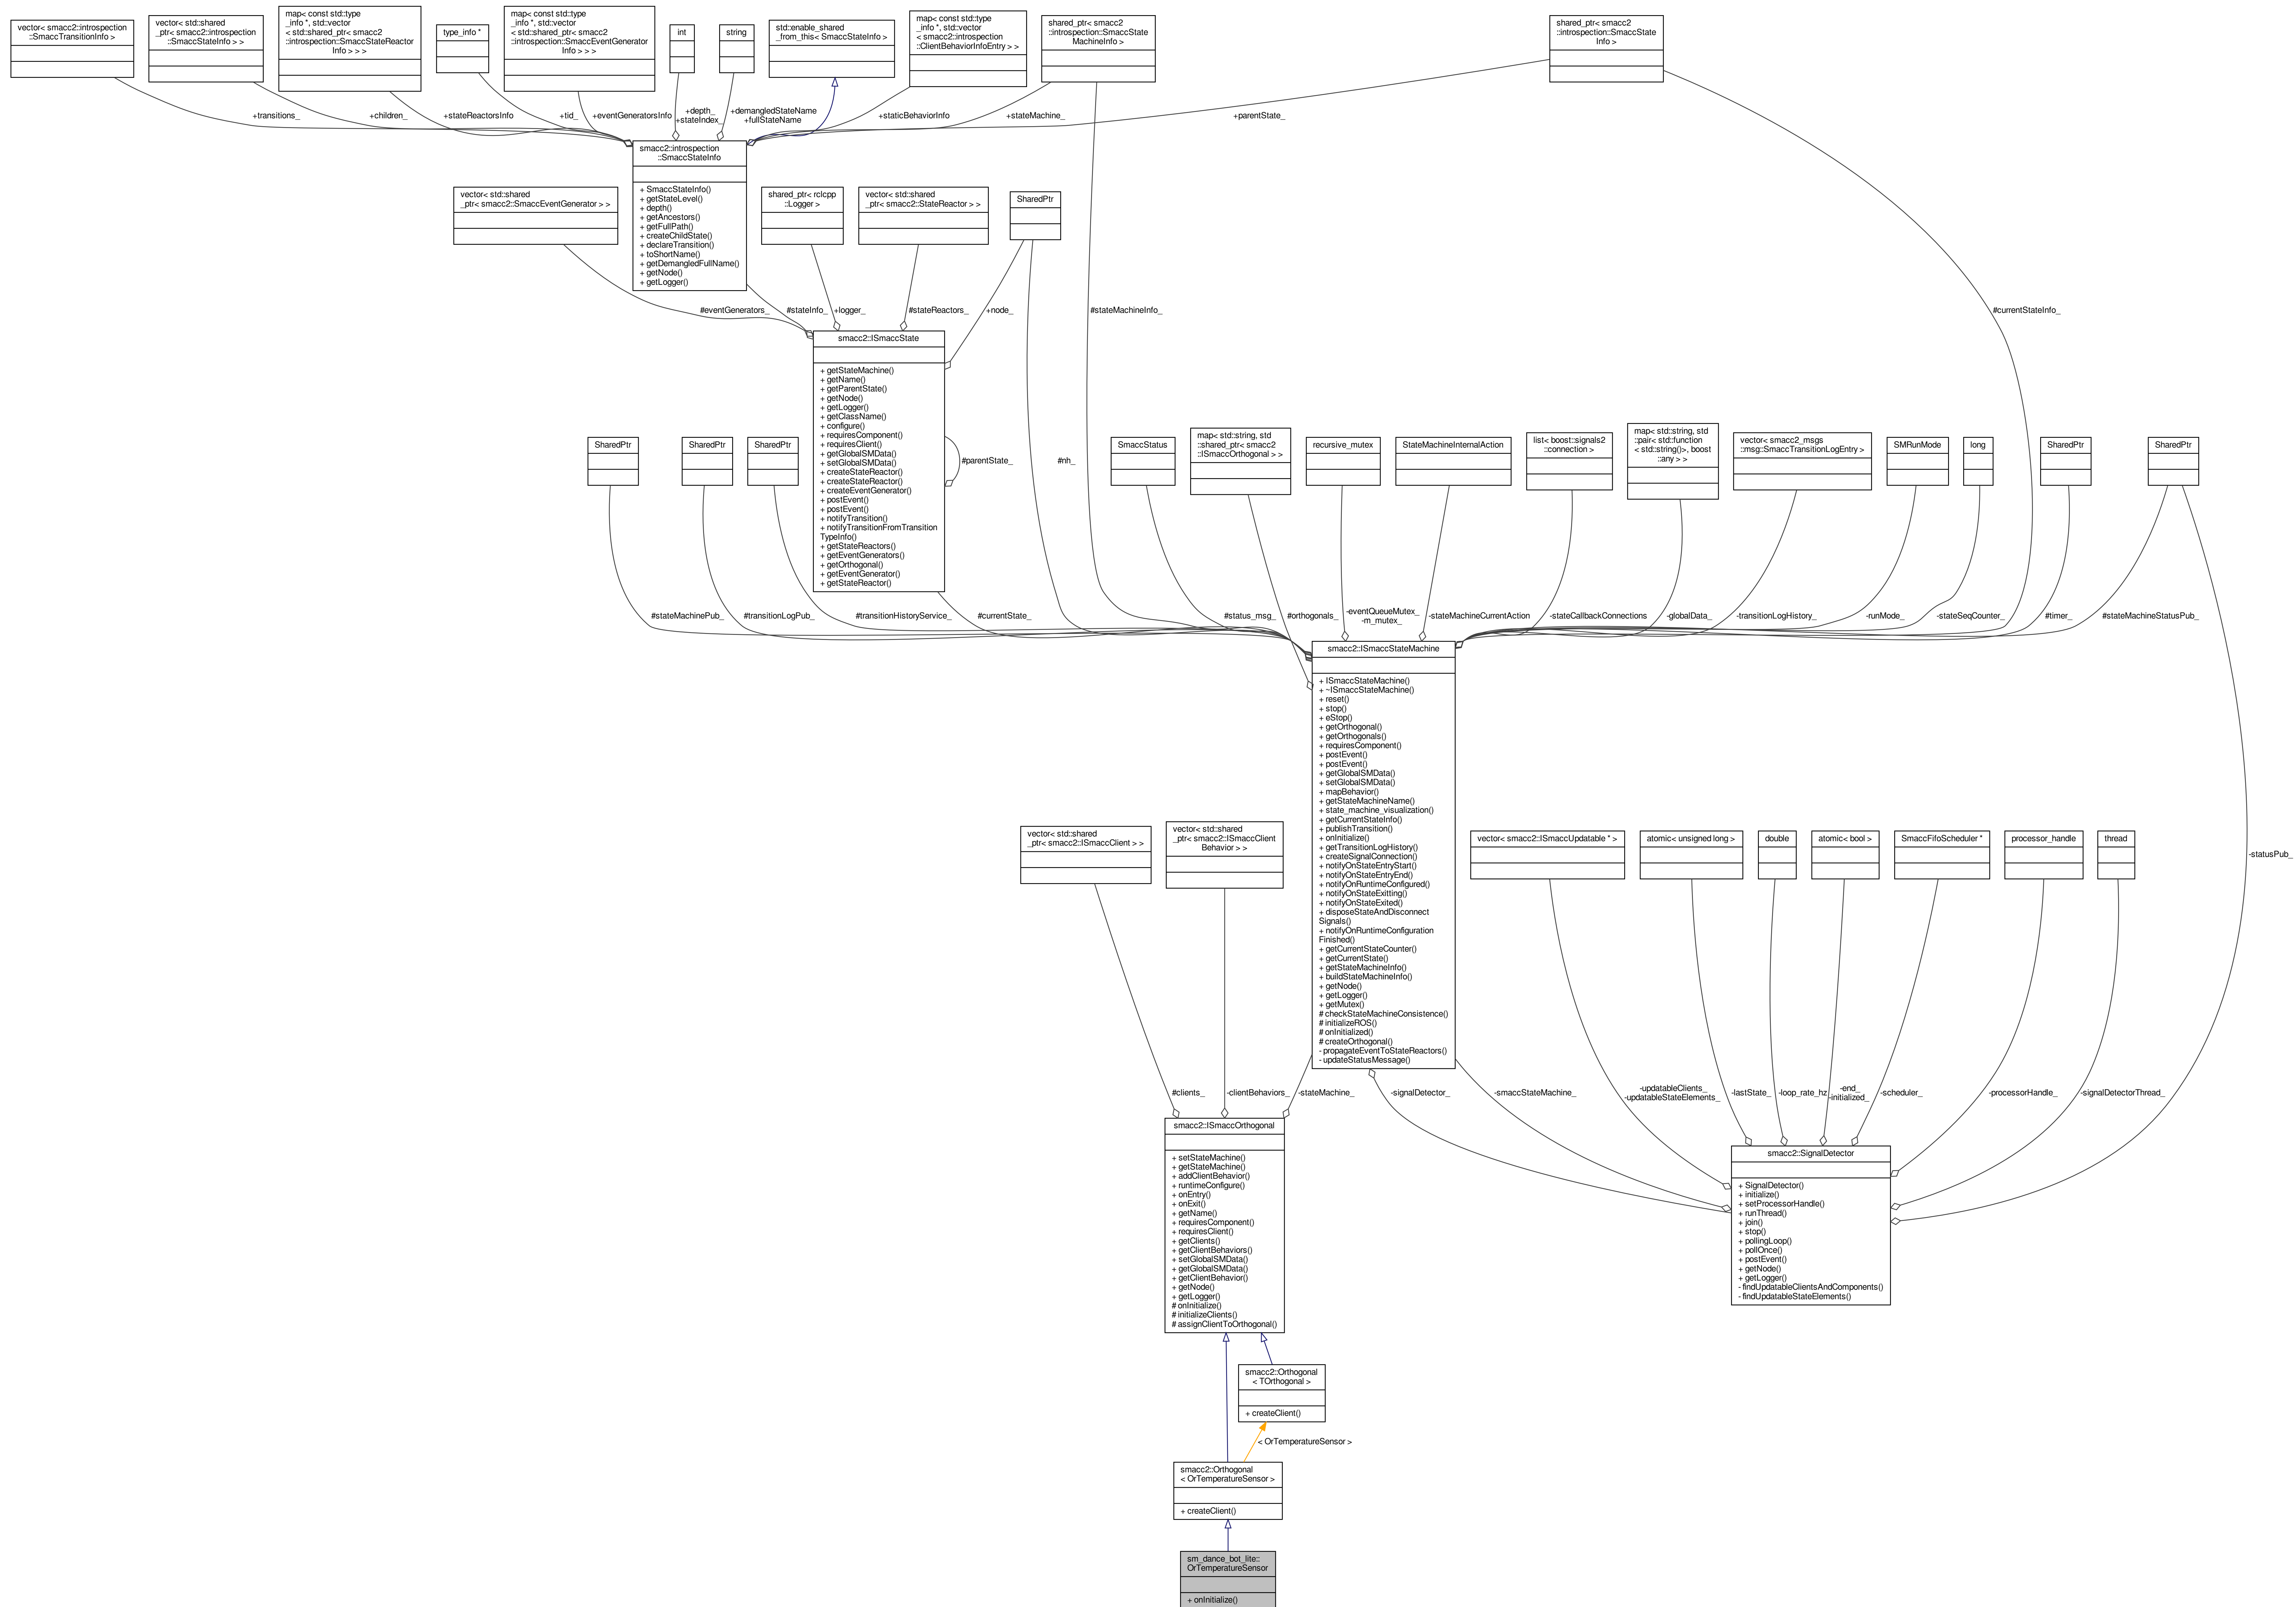 vector< smacc2::introspection
::SmaccTransitionInfo >
vector< std::shared
_ptr< smacc2::introspection
::SmaccStateInfo > >
map< const std::type
_info *, std::vector
< std::shared_ptr< smacc2
::introspection::SmaccStateReactor
Info > > >
type_info *
map< const std::type
_info *, std::vector
< std::shared_ptr< smacc2
::introspection::SmaccEventGenerator
Info > > >
int
string
std::enable_shared
_from_this< SmaccStateInfo >
map< const std::type
_info *, std::vector
< smacc2::introspection
::ClientBehaviorInfoEntry > >
shared_ptr< smacc2
::introspection::SmaccState
MachineInfo >
shared_ptr< smacc2
::introspection::SmaccState
Info >
+transitions_
+children_
+stateReactorsInfo
+tid_
+eventGeneratorsInfo
+depth_
+stateIndex_
+demangledStateName
+fullStateName
+staticBehaviorInfo
+stateMachine_
+parentState_
smacc2::introspection
::SmaccStateInfo
+ SmaccStateInfo()
+ getStateLevel()
+ depth()
+ getAncestors()
+ getFullPath()
+ createChildState()
+ declareTransition()
+ toShortName()
+ getDemangledFullName()
+ getNode()
+ getLogger()
vector< std::shared
_ptr< smacc2::SmaccEventGenerator > >
shared_ptr< rclcpp
::Logger >
vector< std::shared
_ptr< smacc2::StateReactor > >
SharedPtr
#eventGenerators_
#stateInfo_
+logger_
#stateReactors_
+node_
#stateMachineInfo_
#currentStateInfo_
smacc2::ISmaccState
+ getStateMachine()
+ getName()
+ getParentState()
+ getNode()
+ getLogger()
+ getClassName()
+ configure()
+ requiresComponent()
+ requiresClient()
+ getGlobalSMData()
+ setGlobalSMData()
+ createStateReactor()
+ createStateReactor()
+ createEventGenerator()
+ postEvent()
+ postEvent()
+ notifyTransition()
+ notifyTransitionFromTransition
TypeInfo()
+ getStateReactors()
+ getEventGenerators()
+ getOrthogonal()
+ getEventGenerator()
+ getStateReactor()
#parentState_
#nh_
SharedPtr
SharedPtr
SharedPtr
SmaccStatus
map< std::string, std
::shared_ptr< smacc2
::ISmaccOrthogonal > >
recursive_mutex
StateMachineInternalAction
list< boost::signals2
::connection >
map< std::string, std
::pair< std::function
< std::string()>, boost
::any > >
vector< smacc2_msgs
::msg::SmaccTransitionLogEntry >
SMRunMode
long
SharedPtr
SharedPtr
#stateMachinePub_
#transitionLogPub_
#transitionHistoryService_
#currentState_
#status_msg_
#orthogonals_
-eventQueueMutex_
-m_mutex_
-stateMachineCurrentAction
-stateCallbackConnections
-globalData_
-transitionLogHistory_
-runMode_
-stateSeqCounter_
#timer_
#stateMachineStatusPub_
smacc2::ISmaccStateMachine
+ ISmaccStateMachine()
+ ~ISmaccStateMachine()
+ reset()
+ stop()
+ eStop()
+ getOrthogonal()
+ getOrthogonals()
+ requiresComponent()
+ postEvent()
+ postEvent()
+ getGlobalSMData()
+ setGlobalSMData()
+ mapBehavior()
+ getStateMachineName()
+ state_machine_visualization()
+ getCurrentStateInfo()
+ publishTransition()
+ onInitialize()
+ getTransitionLogHistory()
+ createSignalConnection()
+ notifyOnStateEntryStart()
+ notifyOnStateEntryEnd()
+ notifyOnRuntimeConfigured()
+ notifyOnStateExitting()
+ notifyOnStateExited()
+ disposeStateAndDisconnect
Signals()
+ notifyOnRuntimeConfiguration
Finished()
+ getCurrentStateCounter()
+ getCurrentState()
+ getStateMachineInfo()
+ buildStateMachineInfo()
+ getNode()
+ getLogger()
+ getMutex()
# checkStateMachineConsistence()
# initializeROS()
# onInitialized()
# createOrthogonal()
- propagateEventToStateReactors()
- updateStatusMessage()
vector< std::shared
_ptr< smacc2::ISmaccClient > >
vector< std::shared
_ptr< smacc2::ISmaccClient
Behavior > >
vector< smacc2::ISmaccUpdatable * >
atomic< unsigned long >
double
atomic< bool >
SmaccFifoScheduler *
processor_handle
thread
-statusPub_
#clients_
-clientBehaviors_
-stateMachine_
-signalDetector_
-smaccStateMachine_
-updatableClients_
-updatableStateElements_
-lastState_
-loop_rate_hz
-end_
-initialized_
-scheduler_
-processorHandle_
-signalDetectorThread_
smacc2::ISmaccOrthogonal
+ setStateMachine()
+ getStateMachine()
+ addClientBehavior()
+ runtimeConfigure()
+ onEntry()
+ onExit()
+ getName()
+ requiresComponent()
+ requiresClient()
+ getClients()
+ getClientBehaviors()
+ setGlobalSMData()
+ getGlobalSMData()
+ getClientBehavior()
+ getNode()
+ getLogger()
# onInitialize()
# initializeClients()
# assignClientToOrthogonal()
smacc2::SignalDetector
+ SignalDetector()
+ initialize()
+ setProcessorHandle()
+ runThread()
+ join()
+ stop()
+ pollingLoop()
+ pollOnce()
+ postEvent()
+ getNode()
+ getLogger()
- findUpdatableClientsAndComponents()
- findUpdatableStateElements()
smacc2::Orthogonal
< TOrthogonal >
+ createClient()
< OrTemperatureSensor >
smacc2::Orthogonal
< OrTemperatureSensor >
+ createClient()
sm_dance_bot_lite::
OrTemperatureSensor
+ onInitialize()